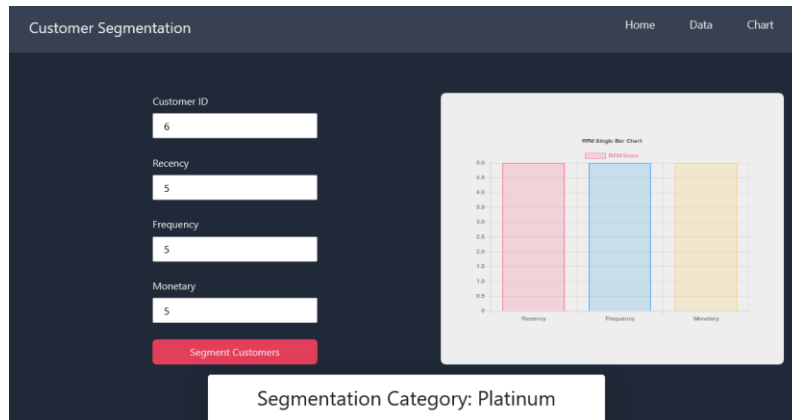 Customer Segmentation
Home Data Chart
Customer ID
6
Recency
5
Frequency
5
Monetary
5
Segment Customers
RPM Single Bar Chart
RPM Score
5.0
4.5
4.0
3.5
3.0
2.5
2.0
1.5
1.0
0.5
0
Recency Frequency Monetary
Segmentation Category: Platinum